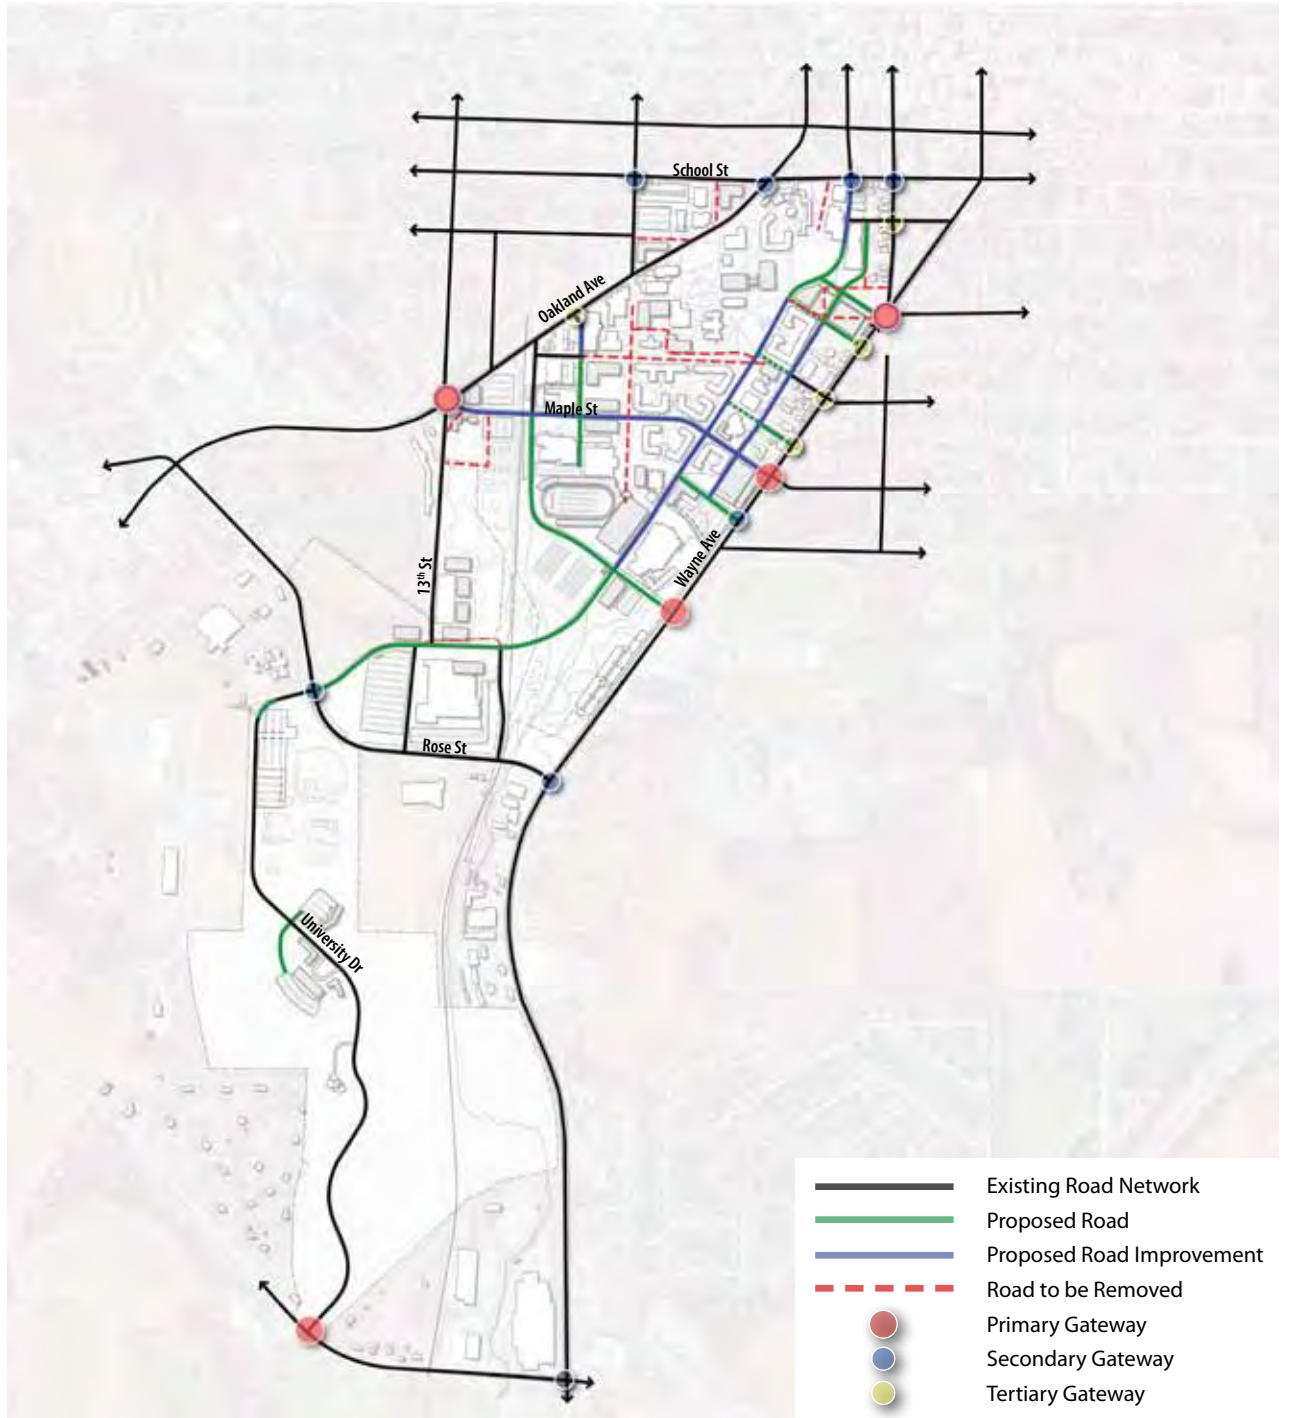 School St
Oakland Ave
Maple St
Wayne Ave
13th St
Rose St
University Dr
Existing Road Network
Proposed Road
Proposed Road Improvement
Road to be Removed
Primary Gateway
Secondary Gateway
Tertiary Gateway